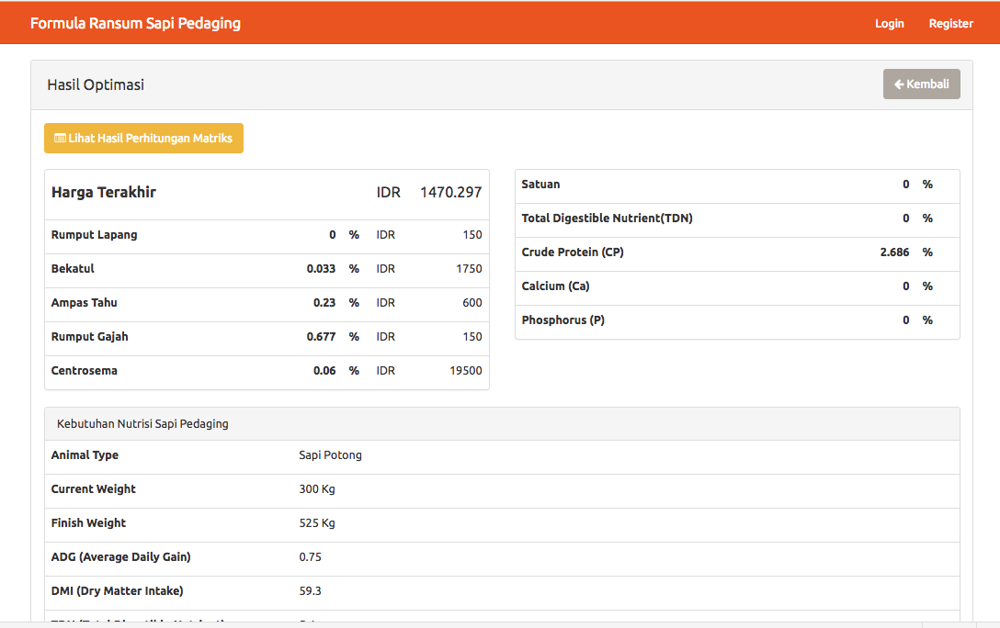 Formula Ransum Sapi Pedaging Login Register
Hasil Optimasi Kembali
Lihat Hasil Perhitungan Matriks
Harga Terakhir IDR 1470.297
Rumput Lapang 0 % IDR 150
Bekatul 0.033 % IDR 1750
Ampas Tahu 0.23 % IDR 600
Rumput Gajah 0.677 % IDR 150
Centrosema 0.06 % IDR 19500
Satuan 0 %
Total Digestible Nutrient(TDN) 0 %
Crude Protein (CP) 2.686 %
Calcium (Ca) 0 %
Phosphorus (P) 0 %
Kebutuhan Nutrisi Sapi Pedaging
Animal Type Sapi Potong
Current Weight 300 Kg
Finish Weight 525 Kg
ADG (Average Daily Gain) 0.75
DMI (Dry Matter Intake) 59.3